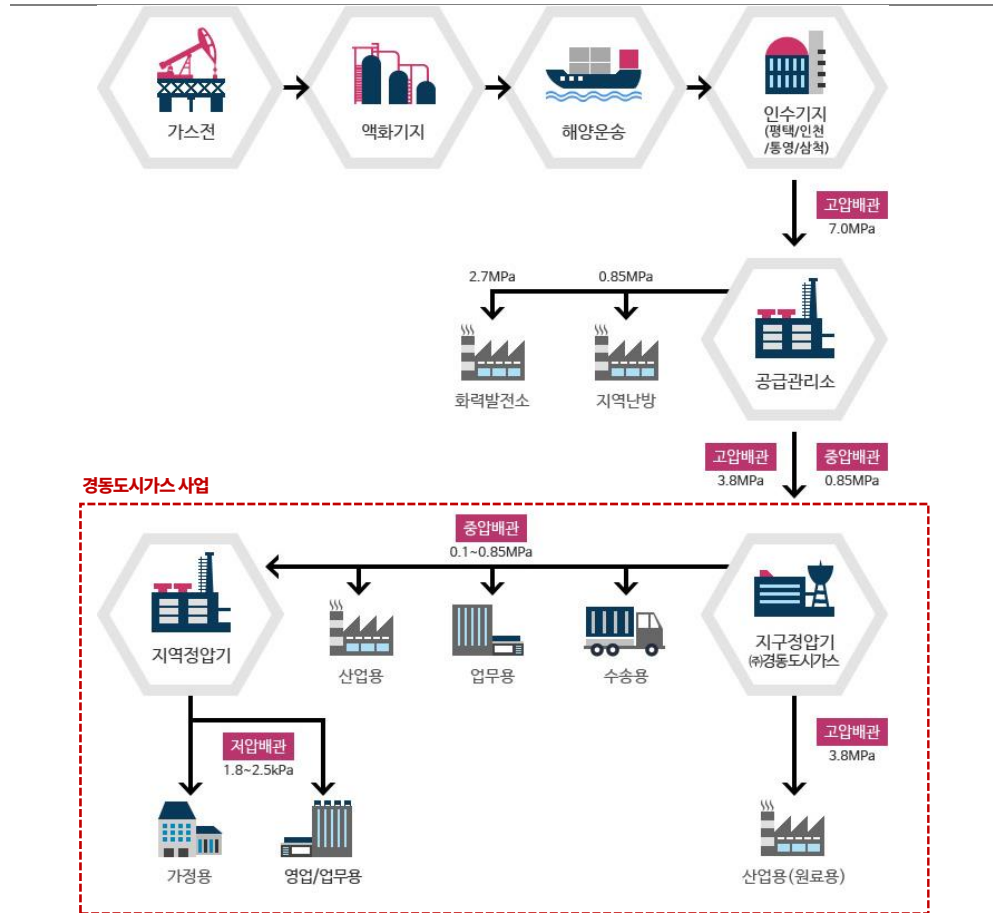 가스전
액화기지
해양운송
인수기지
(평택/인천
/통영/삼척)
고압배관
7.0MPa
2.7MPa
0.85MPa
화력발전소
지역난방
공급관리소
고압배관
3.8MPa
중압배관
0.85MPa
경동도시가스 사업
중압배관
0.1~0.85MPa
지역정압기
산업용
업무용
수송용
지구정압기
㈜경동도시가스
저압배관
1.8~2.5kPa
고압배관
3.8MPa
가정용
영업/업무용
산업용(원료용)